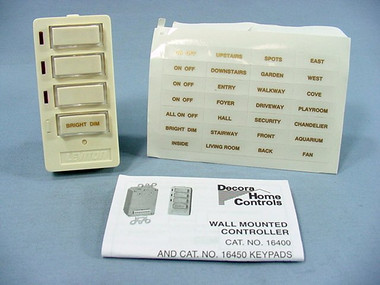 BRIGHT DIM
UPSTAIRS SPOTS EAST
ON OFF DOWNSTAIRS GARDEN WEST
ON OFF ENTRY WALKWAY COVE
ON OFF FOYER DRIVEWAY PLAYROOM
ALL ON OFF HALL SECURITY CHANDELIER
BRIGHT DIM STAIRWAY FRONT AQUARIUM
INSIDE LIVING ROOM BACK FAN
Decora
Home
Controls
WALL MOUNTED
CONTROLLER
CAT. NO. 16400
AND CAT. NO. 16450 KEYPADS